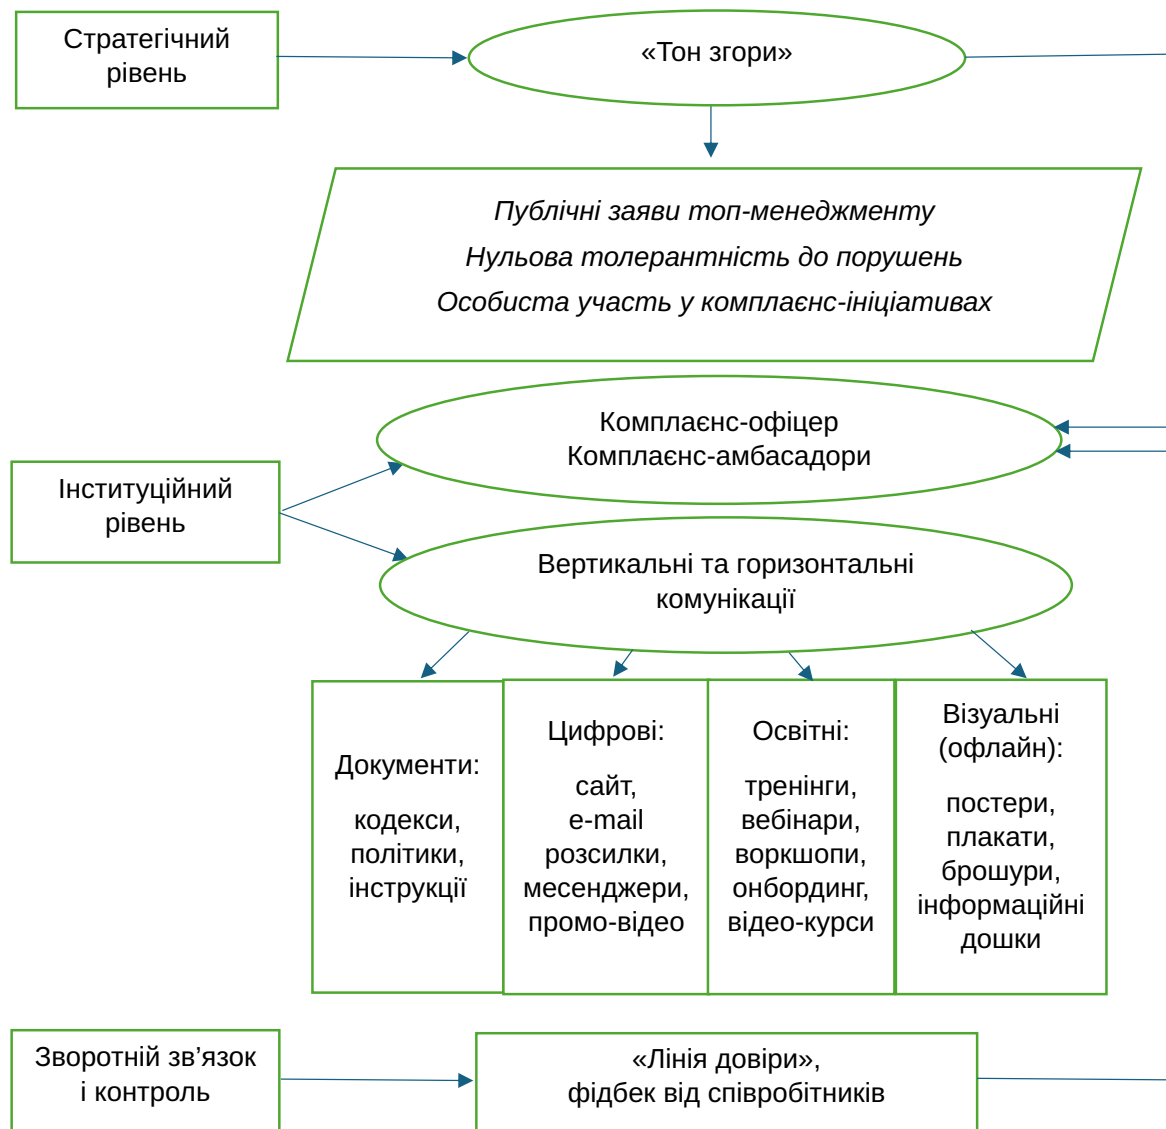 Стратегічний
рівень
«Тон згори»
Публічні заяви топ-менеджменту
Нульова толерантність до порушень
Особиста участь у комплаєнс-ініціативах
Комплаєнс-офіцер
Комплаєнс-амбасадори
Інституційний
рівень
Вертикальні та горизонтальні
комунікації
Документи:
кодекси,
політики,
інструкції
Цифрові:
сайт,
e-mail
розсилки,
месенджери,
промо-відео
Освітні:
тренінги,
вебінари,
воркшопи,
онбординг,
відео-курси
Візуальні
(офлайн):
постери,
плакати,
брошури,
інформаційні
дошки
Зворотній зв’язок
і контроль
«Лінія довіри»,
фідбек від співробітників